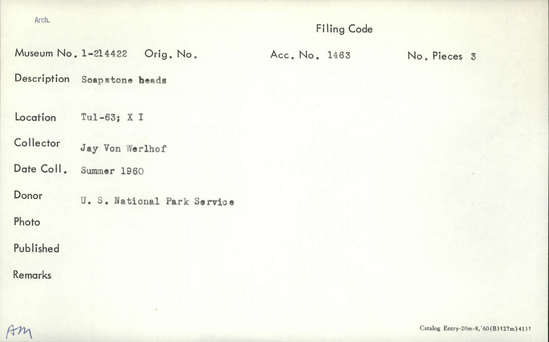 Arch.
Filing Code
Museum No. 1-214422 Orig. No. Acc. No. 1463 No. Pieces 3
Description Soapstone beads
Location Tul-63; X I
Collector Jay Von Werlhof
Date Coll. Summer 1960
Donor U. S. National Park Service
Photo
Published
Remarks
AM
Catalog Entry-20m-8,'60